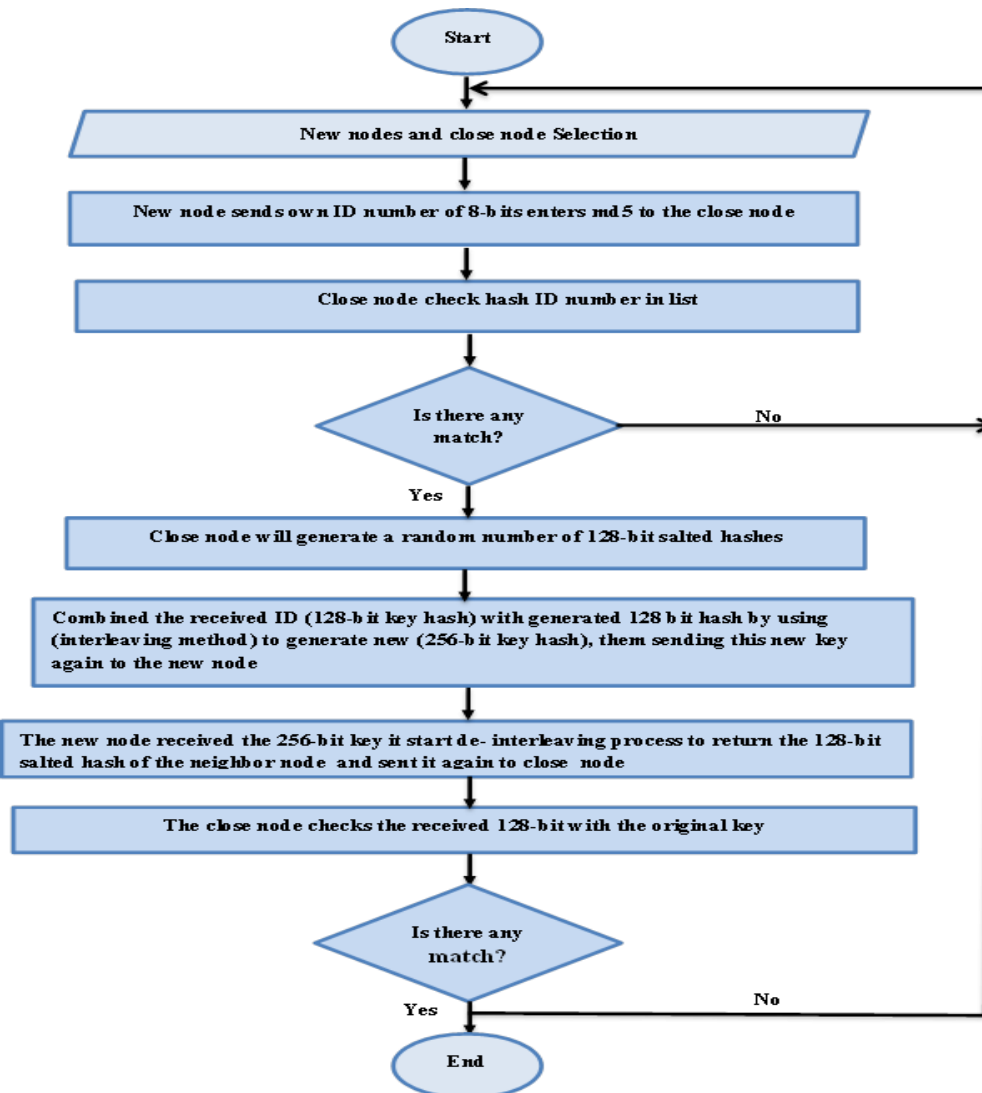 Start
New nodes and close node Selection
New node sends own ID number of 8-bits enters md5 to the close node
Close node check hash ID number in list
Is there any
match?
No
Yes
Close node will generate a random number of 128-bit salted hashes
Combined the received ID (128-bit key hash) with generated 128 bit hash by using
(interleaving method) to generate new (256-bit key hash), them sending this new key
again to the new node
The new node received the 256-bit key it start de- interleaving process to return the 128-bit
salted hash of the neighbor node and sent it again to close node
The close node checks the received 128-bit with the original key
Is there any
match?
No
Yes
End